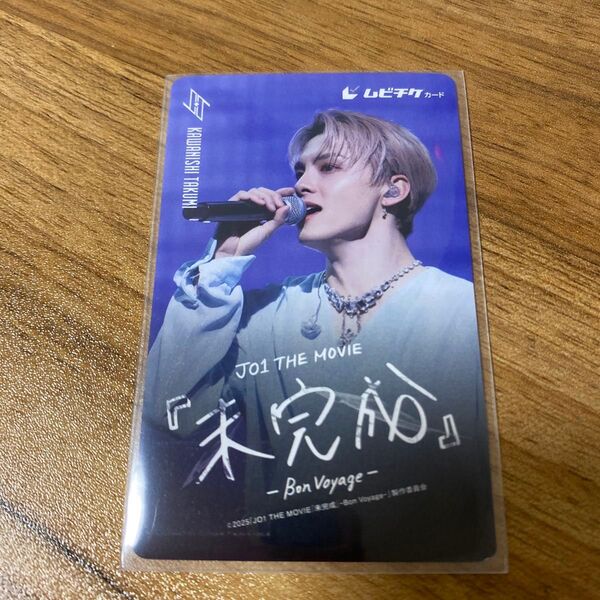 ムビチケカード
KAWANISHI TAKUMI
JO1 THE MOVIE
『未完成』
-Bon Voyage-
©2025「JO1 THE MOVIE『未完成』-Bon Voyage-」製作委員会